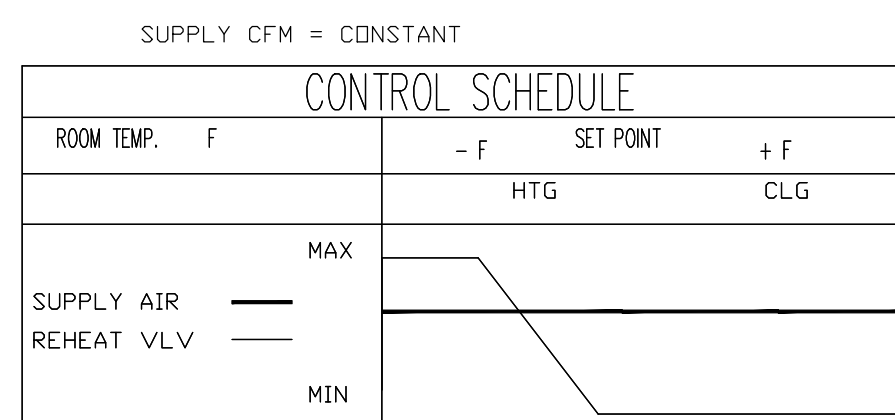 SUPPLY CFM = CONSTANT
CONTROL SCHEDULE
ROOM TEMP. F
- F SET POINT + F
HTG CLG
MAX
SUPPLY AIR
REHEAT VLV
MIN